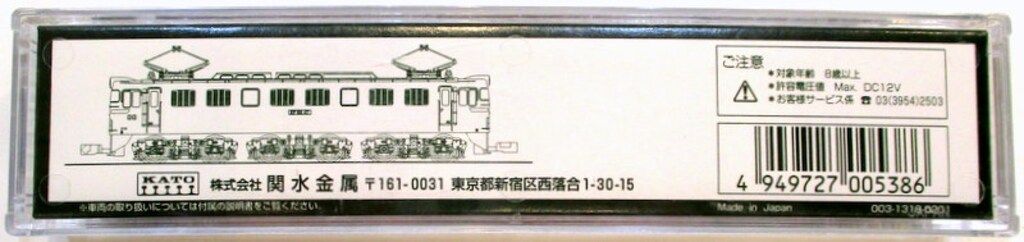 ご注意
•対象年齢 8歳以上
•許容電圧値 Max. DC12V
•お客様サービス係 ☎ 03(3954)2503
KATO 株式会社 関水金属 〒161-0031 東京都新宿区西落合1-30-15
4 949727 005386
※車両の取り扱いについては付属の説明書をご覧ください。
Made in Japan